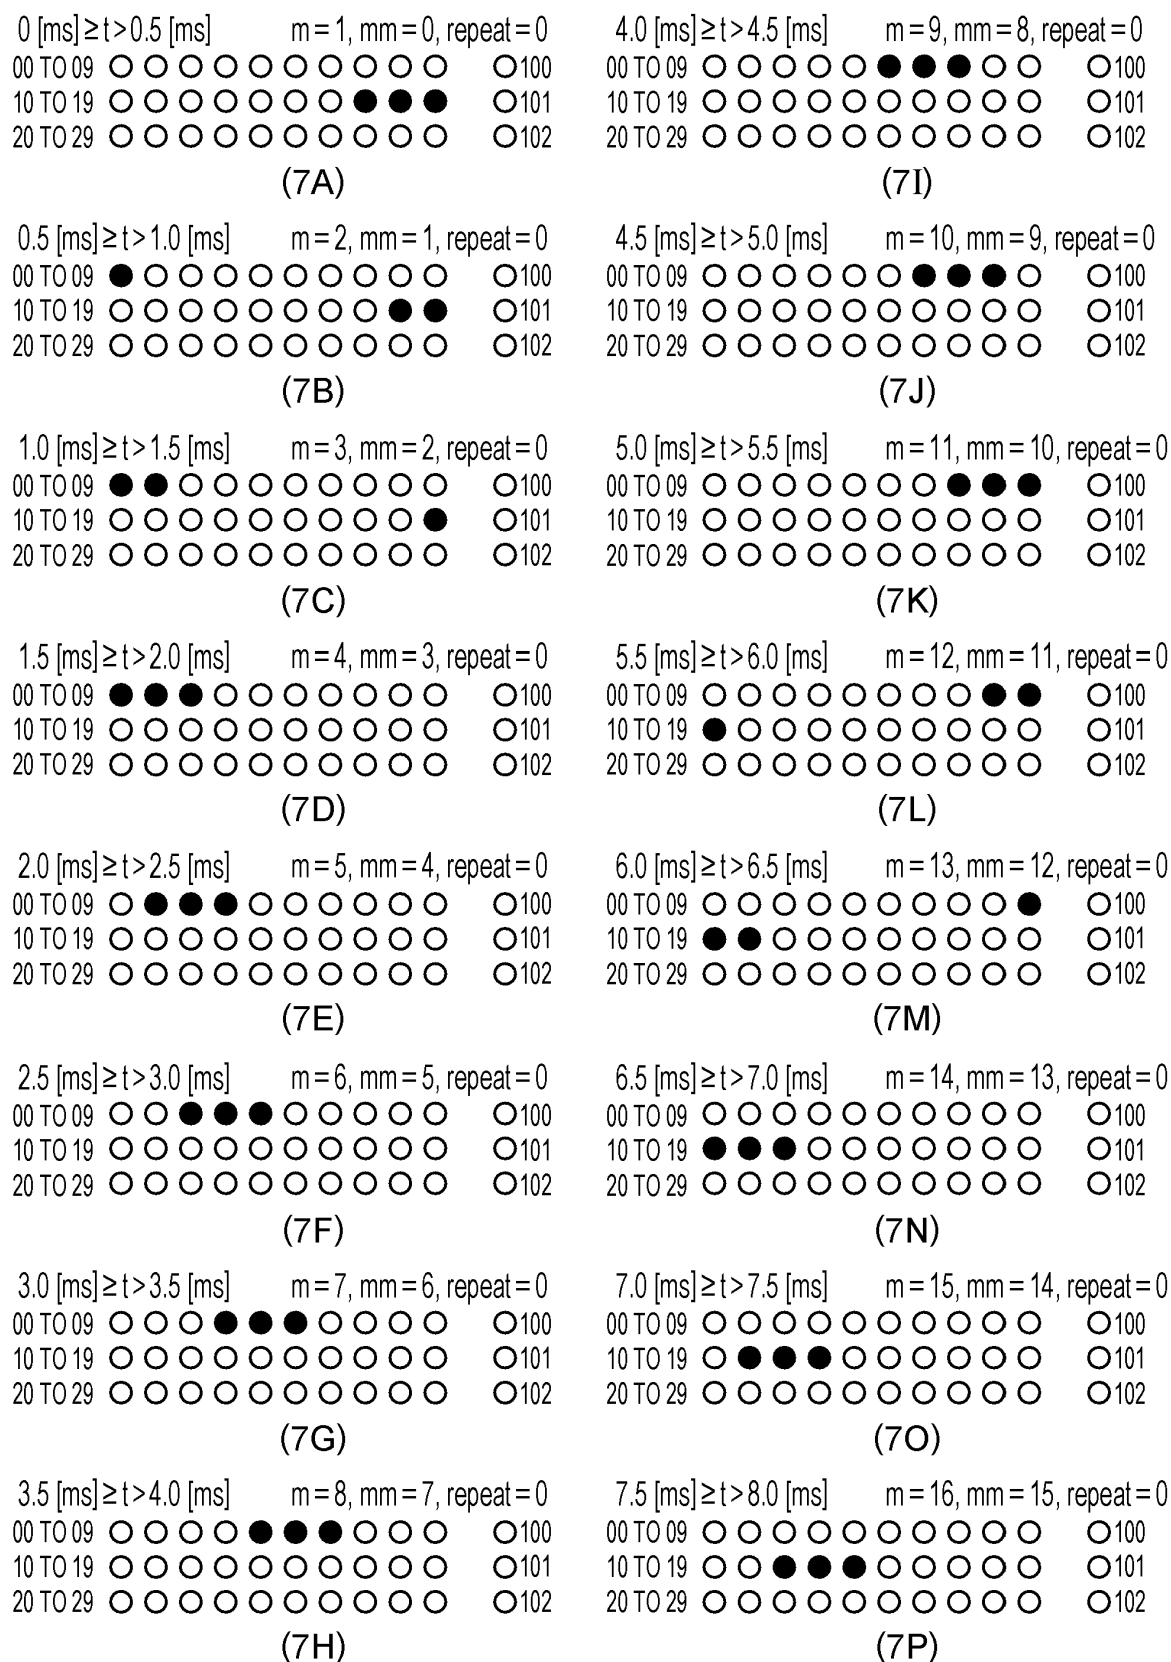 0 [ms] ≥ t > 0.5 [ms] m = 1, mm = 0, repeat = 0
00 TO 09 100
10 TO 19 101
20 TO 29 102
(7A)
0.5 [ms] ≥ t > 1.0 [ms] m = 2, mm = 1, repeat = 0
00 TO 09 100
10 TO 19 101
20 TO 29 102
(7B)
1.0 [ms] ≥ t > 1.5 [ms] m = 3, mm = 2, repeat = 0
00 TO 09 100
10 TO 19 101
20 TO 29 102
(7C)
1.5 [ms] ≥ t > 2.0 [ms] m = 4, mm = 3, repeat = 0
00 TO 09 100
10 TO 19 101
20 TO 29 102
(7D)
2.0 [ms] ≥ t > 2.5 [ms] m = 5, mm = 4, repeat = 0
00 TO 09 100
10 TO 19 101
20 TO 29 102
(7E)
2.5 [ms] ≥ t > 3.0 [ms] m = 6, mm = 5, repeat = 0
00 TO 09 100
10 TO 19 101
20 TO 29 102
(7F)
3.0 [ms] ≥ t > 3.5 [ms] m = 7, mm = 6, repeat = 0
00 TO 09 100
10 TO 19 101
20 TO 29 102
(7G)
3.5 [ms] ≥ t > 4.0 [ms] m = 8, mm = 7, repeat = 0
00 TO 09 100
10 TO 19 101
20 TO 29 102
(7H)
4.0 [ms] ≥ t > 4.5 [ms] m = 9, mm = 8, repeat = 0
00 TO 09 100
10 TO 19 101
20 TO 29 102
(7I)
4.5 [ms] ≥ t > 5.0 [ms] m = 10, mm = 9, repeat = 0
00 TO 09 100
10 TO 19 101
20 TO 29 102
(7J)
5.0 [ms] ≥ t > 5.5 [ms] m = 11, mm = 10, repeat = 0
00 TO 09 100
10 TO 19 101
20 TO 29 102
(7K)
5.5 [ms] ≥ t > 6.0 [ms] m = 12, mm = 11, repeat = 0
00 TO 09 100
10 TO 19 101
20 TO 29 102
(7L)
6.0 [ms] ≥ t > 6.5 [ms] m = 13, mm = 12, repeat = 0
00 TO 09 100
10 TO 19 101
20 TO 29 102
(7M)
6.5 [ms] ≥ t > 7.0 [ms] m = 14, mm = 13, repeat = 0
00 TO 09 100
10 TO 19 101
20 TO 29 102
(7N)
7.0 [ms] ≥ t > 7.5 [ms] m = 15, mm = 14, repeat = 0
00 TO 09 100
10 TO 19 101
20 TO 29 102
(7O)
7.5 [ms] ≥ t > 8.0 [ms] m = 16, mm = 15, repeat = 0
00 TO 09 100
10 TO 19 101
20 TO 29 102
(7P)